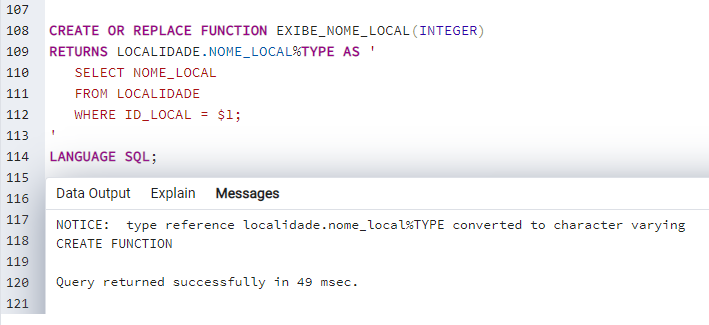 107
108 CREATE OR REPLACE FUNCTION EXIBE_NOME_LOCAL(INTEGER)
109 RETURNS LOCALIDADE.NOME_LOCAL%TYPE AS '
110 SELECT NOME_LOCAL
111 FROM LOCALIDADE
112 WHERE ID_LOCAL = $1;
113 '
114 LANGUAGE SQL;
115
116 Data Output Explain Messages
117 NOTICE: type reference localidade.nome_local%TYPE converted to character varying
118 CREATE FUNCTION
119
120 Query returned successfully in 49 msec.
121